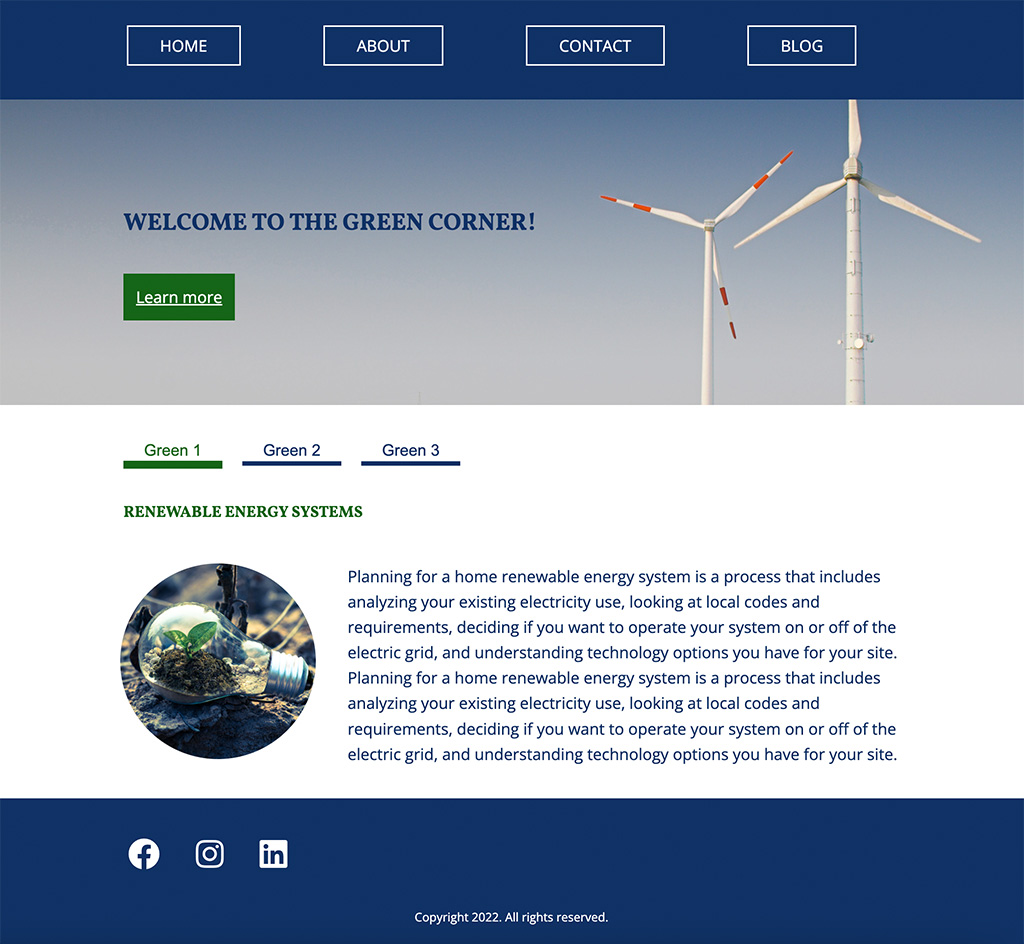 HOME ABOUT CONTACT BLOG
WELCOME TO THE GREEN CORNER!
Learn more
Green 1 Green 2 Green 3
RENEWABLE ENERGY SYSTEMS
Planning for a home renewable energy system is a process that includes
analyzing your existing electricity use, looking at local codes and
requirements, deciding if you want to operate your system on or off of the
electric grid, and understanding technology options you have for your site.
Planning for a home renewable energy system is a process that includes
analyzing your existing electricity use, looking at local codes and
requirements, deciding if you want to operate your system on or off of the
electric grid, and understanding technology options you have for your site.
in
Copyright 2022. All rights reserved.